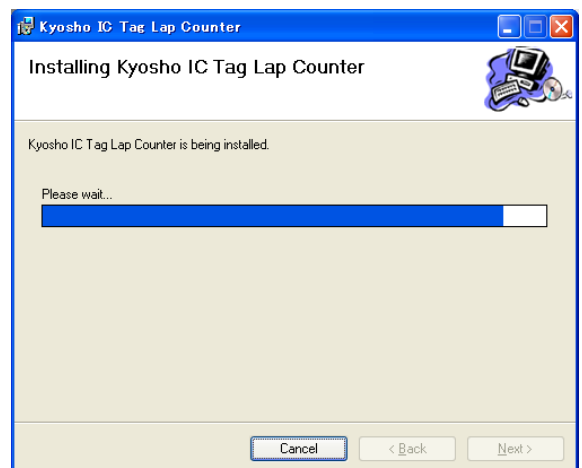 Kyosho IC Tag Lap Counter
Installing Kyosho IC Tag Lap Counter
Kyosho IC Tag Lap Counter is being installed.
Please wait...
Cancel
< Back
Next >